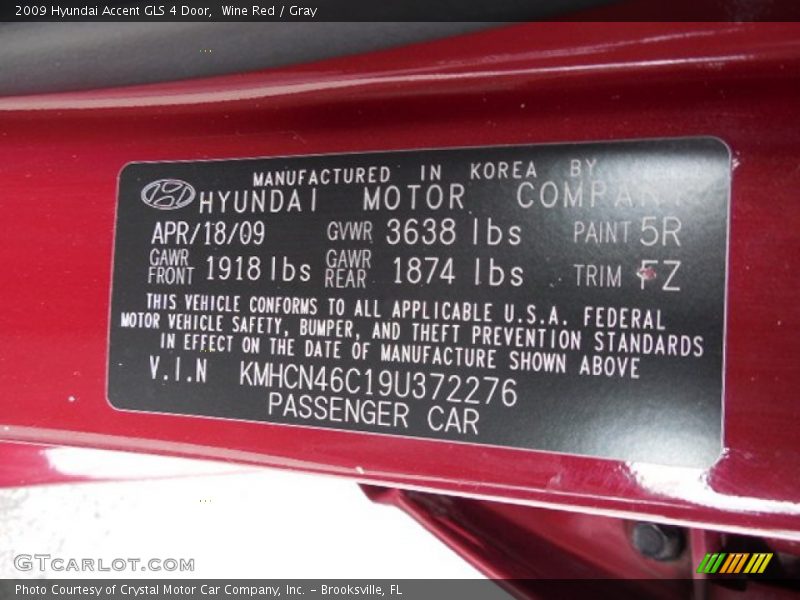 2009 Hyundai Accent GLS 4 Door,  Wine Red / Gray
MANUFACTURED IN KOREA BY
HYUNDAI MOTOR COMPANY
APR/18/09 GVWR 3638 lbs PAINT 5R
GAWR FRONT 1918 lbs GAWR REAR 1874 lbs TRIM FZ
THIS VEHICLE CONFORMS TO ALL APPLICABLE U.S.A. FEDERAL
MOTOR VEHICLE SAFETY, BUMPER, AND THEFT PREVENTION STANDARDS
IN EFFECT ON THE DATE OF MANUFACTURE SHOWN ABOVE
V.I.N KMHCN46C19U372276
PASSENGER CAR
GTCARLOT.COM
Photo Courtesy of Crystal Motor Car Company, Inc. – Brooksville, FL